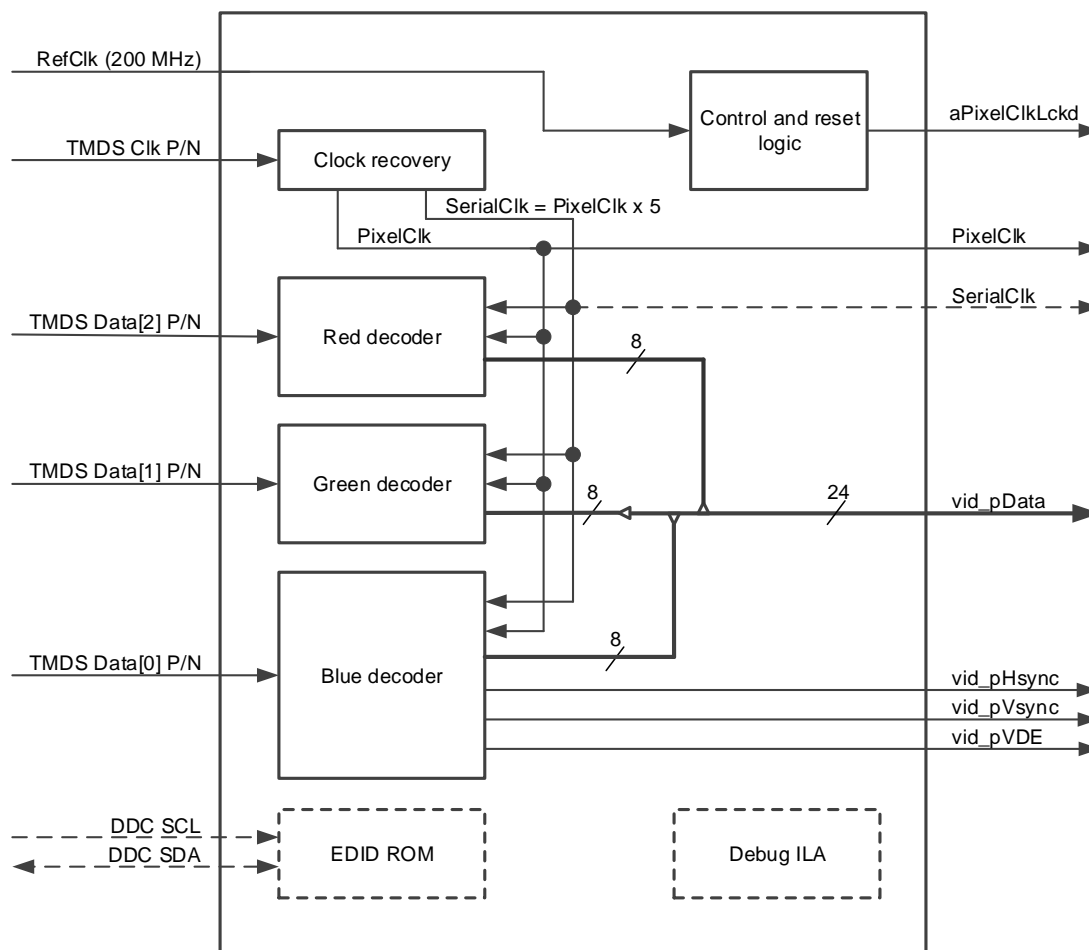 RefClk (200 MHz)
Control and reset
logic
aPixelClkLckd
TMDS Clk P/N
Clock recovery
SerialClk = PixelClk x 5
PixelClk
PixelClk
SerialClk
TMDS Data[2] P/N
Red decoder
8
TMDS Data[1] P/N
Green decoder
8
24
vid_pData
8
TMDS Data[0] P/N
Blue decoder
vid_pHsync
vid_pVsync
vid_pVDE
DDC SCL
DDC SDA
EDID ROM
Debug ILA